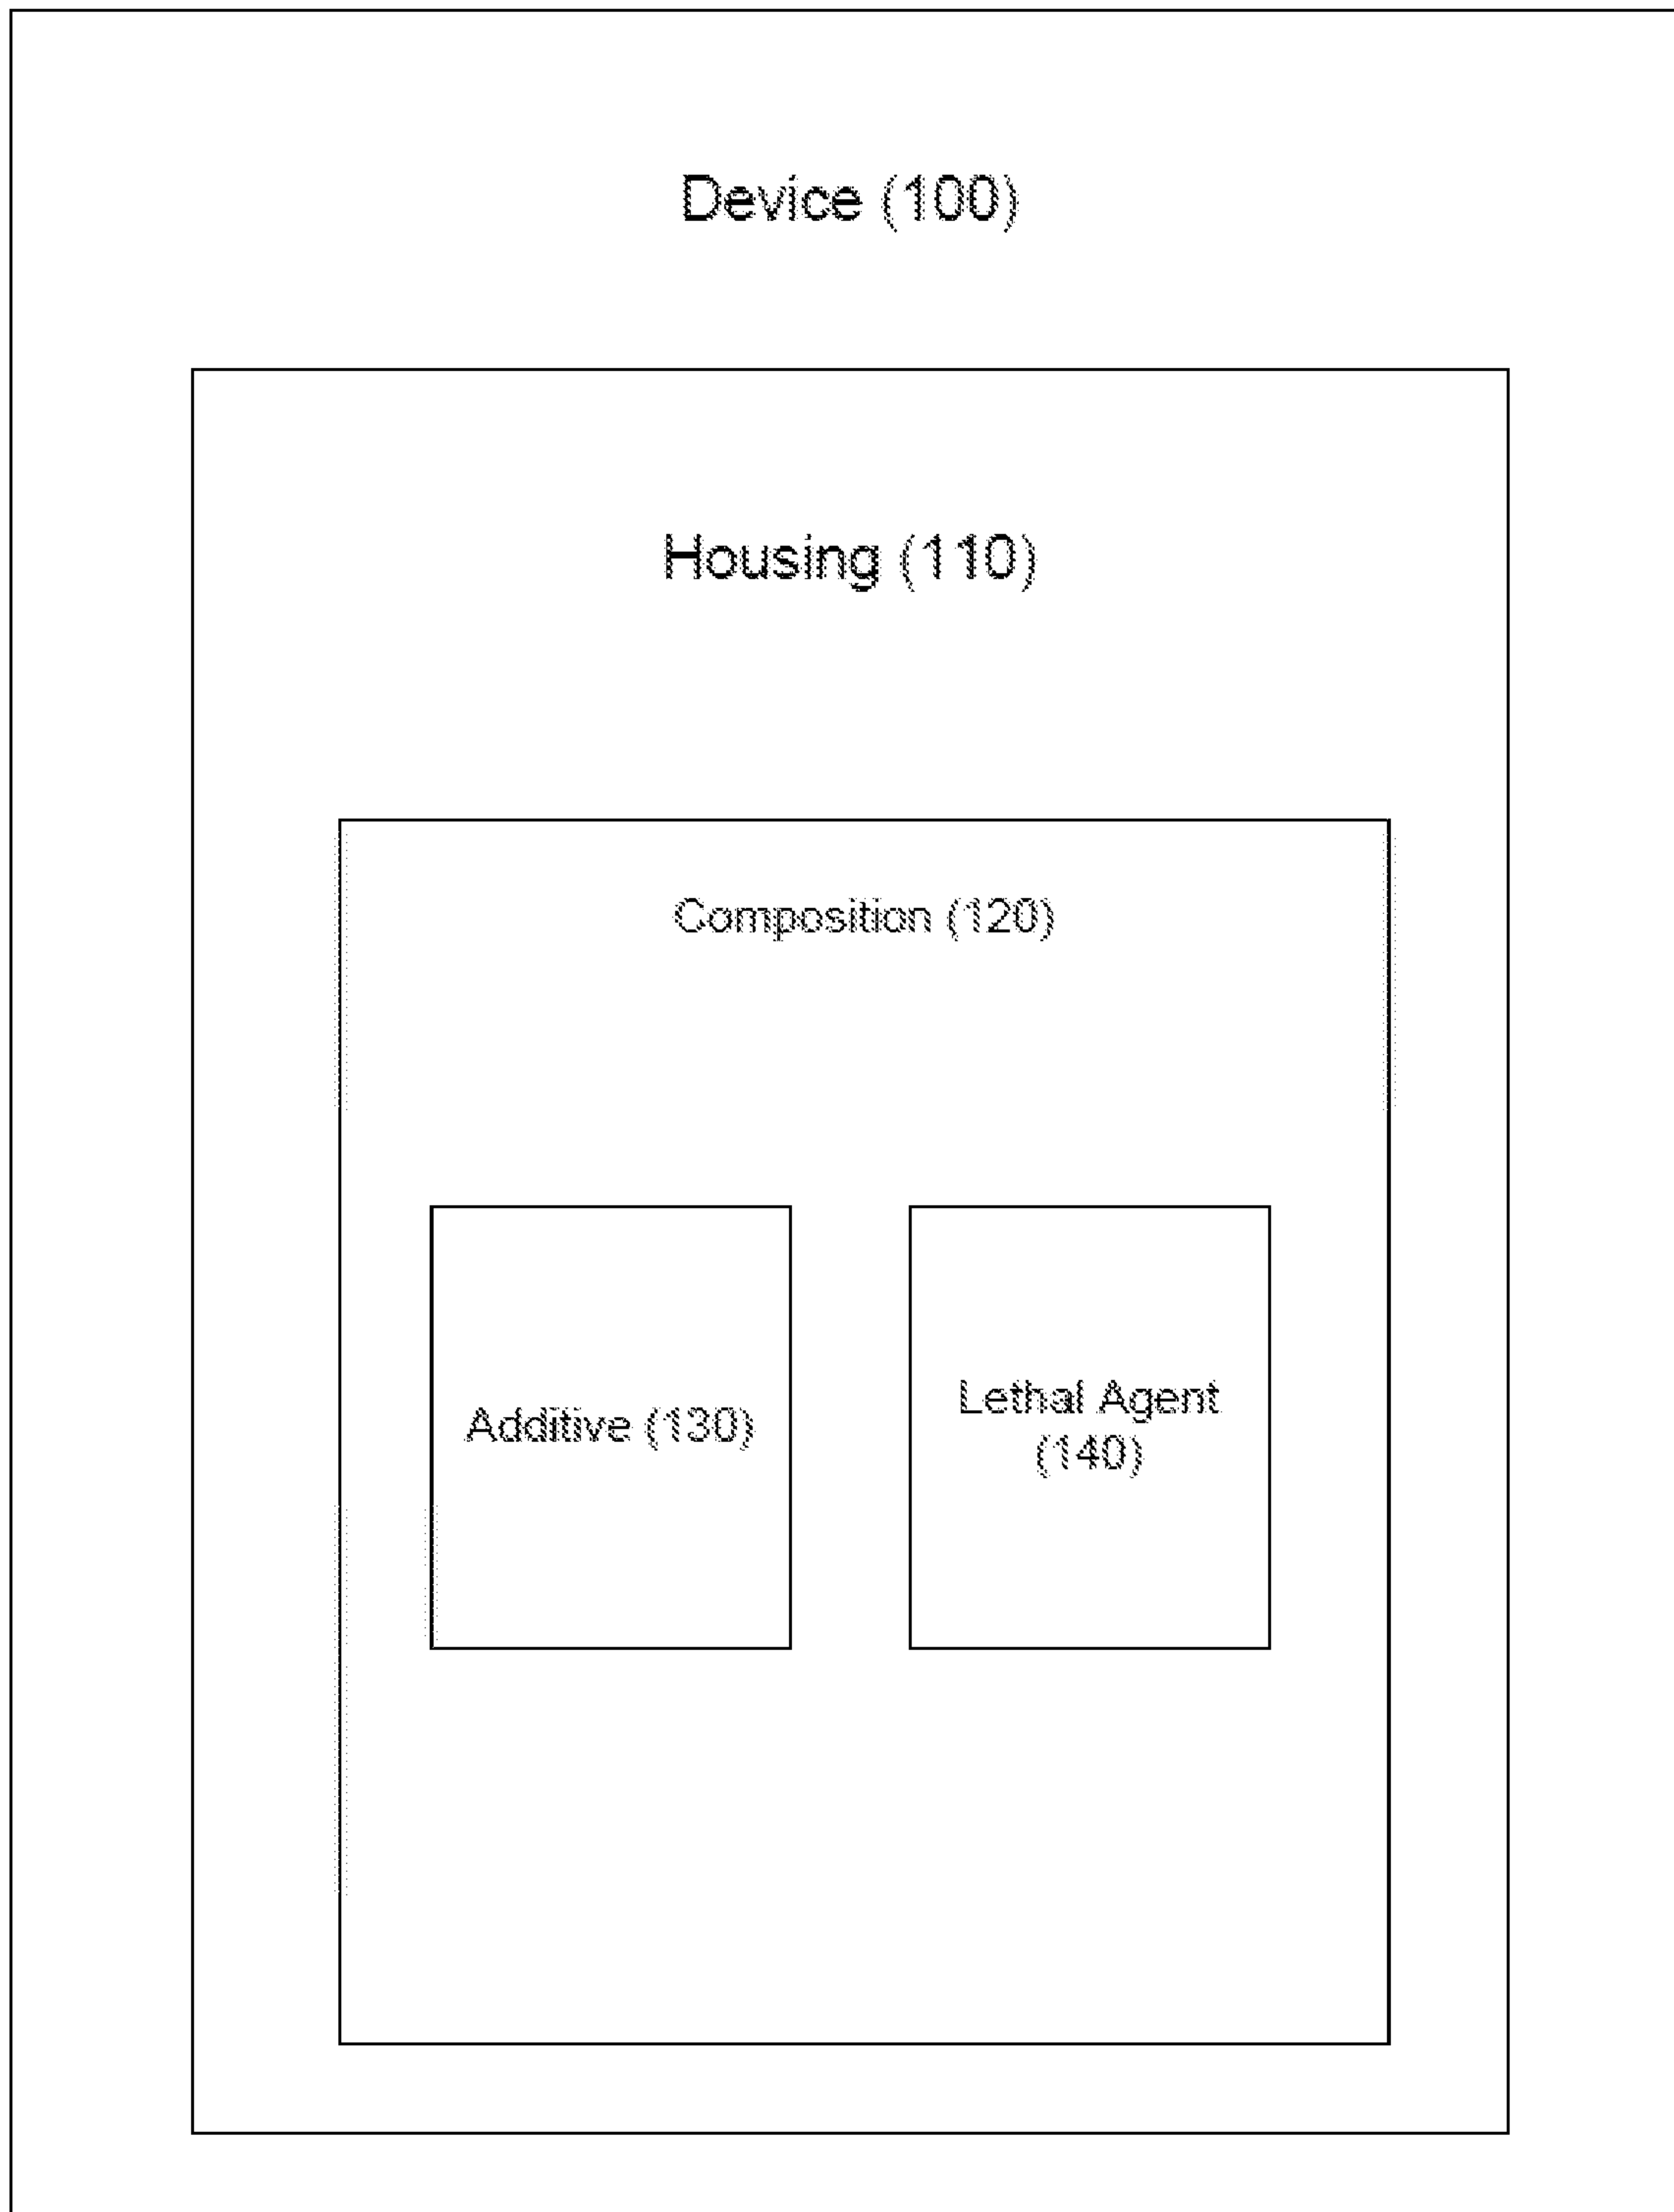 Device (100)
Housing (110)
Composition (120)
Additive (130)
Lethal Agent
(140)